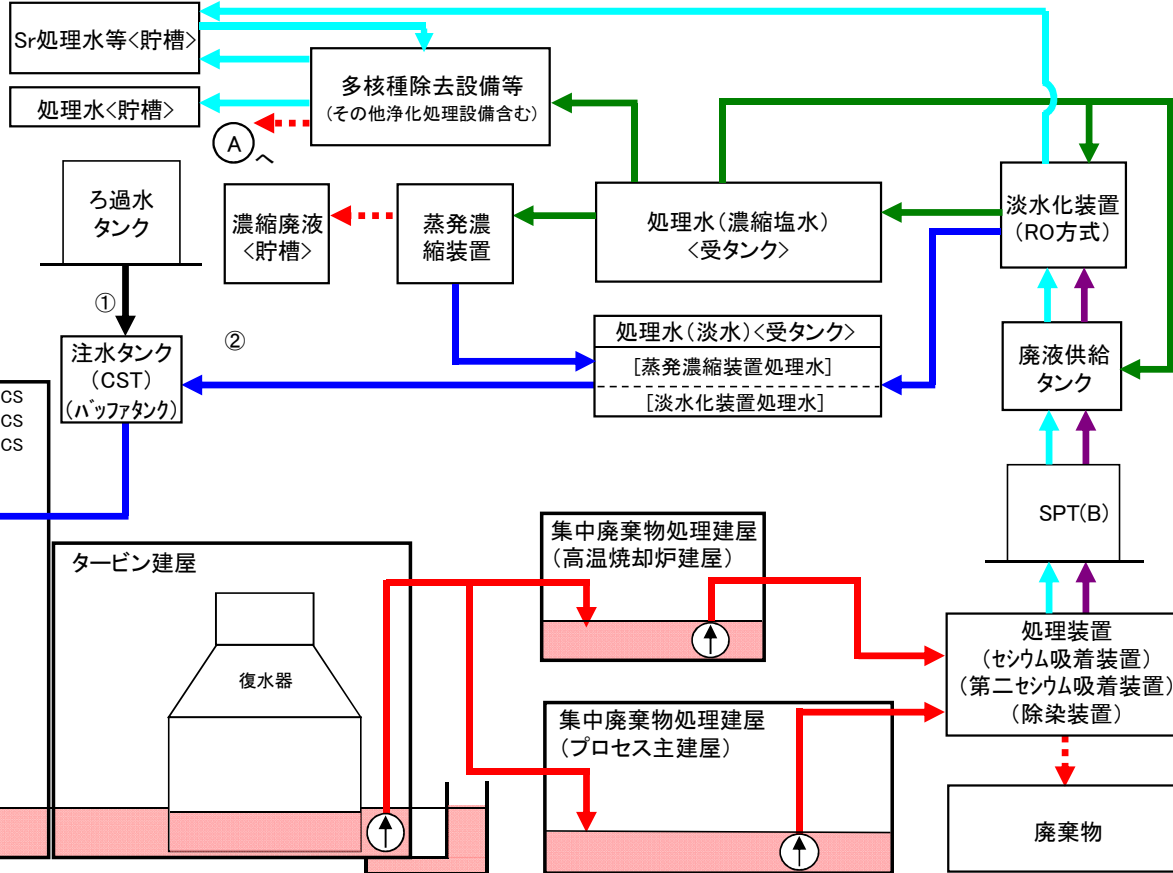 Sr処理水等<貯槽>
多核種除去設備等
(その他浄化処理設備含む)
処理水<貯槽>
A
へ
ろ過水
タンク
濃縮廃液
<貯槽>
蒸発濃
縮装置
処理水(濃縮塩水)
<受タンク>
淡水化装置
(RO方式)
①
②
注水タンク
(CST)
(バッファタンク)
処理水(淡水)<受タンク>
[蒸発濃縮装置処理水]
[淡水化装置処理水]
廃液供給
タンク
CS
CS
CS
SPT(B)
タービン建屋
復水器
集中廃棄物処理建屋
(高温焼却炉建屋)
集中廃棄物処理建屋
(プロセス主建屋)
処理装置
(セシウム吸着装置)
(第二セシウム吸着装置)
(除染装置)
廃棄物